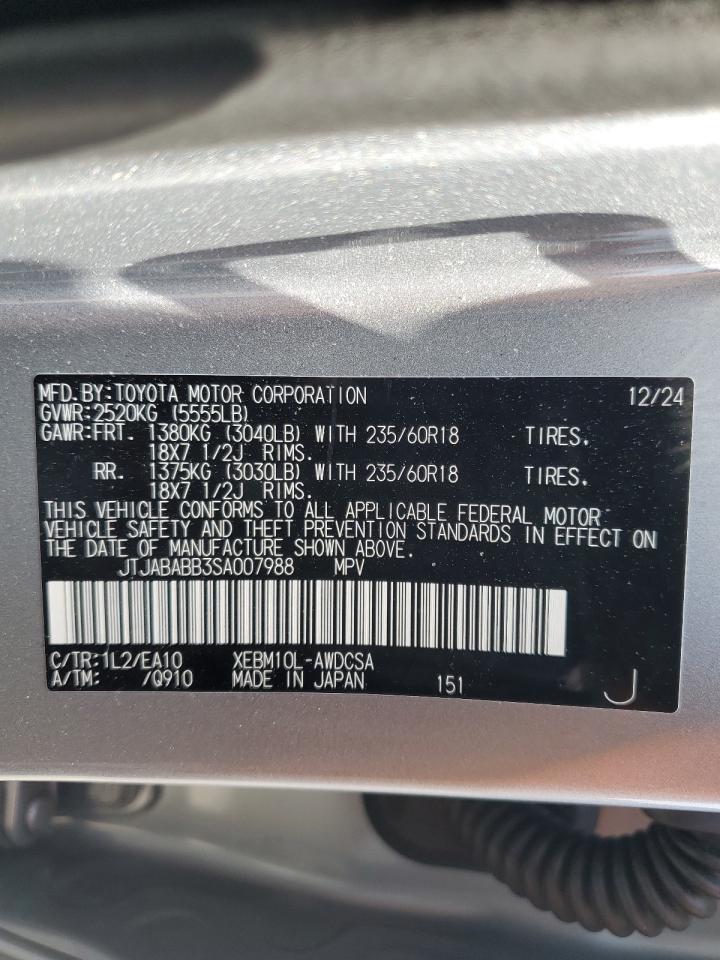 MFD.BY:TOYOTA MOTOR CORPORATION 12/24
GVWR:2520KG (5555LB)
GAWR:FRT. 1380KG (3040LB) WITH 235/60R18 TIRES.
18X7 1/2J RIMS.
RR. 1375KG (3030LB) WITH 235/60R18 TIRES.
18X7 1/2J RIMS.
THIS VEHICLE CONFORMS TO ALL APPLICABLE FEDERAL MOTOR
VEHICLE SAFETY AND THEFT PREVENTION STANDARDS IN EFFECT ON
THE DATE OF MANUFACTURE SHOWN ABOVE.
JTJABABB3SA007988 MPV
C/TR:1L2/EA10 XEBM10L-AWDCSA
A/TM: /Q910 MADE IN JAPAN 151 J